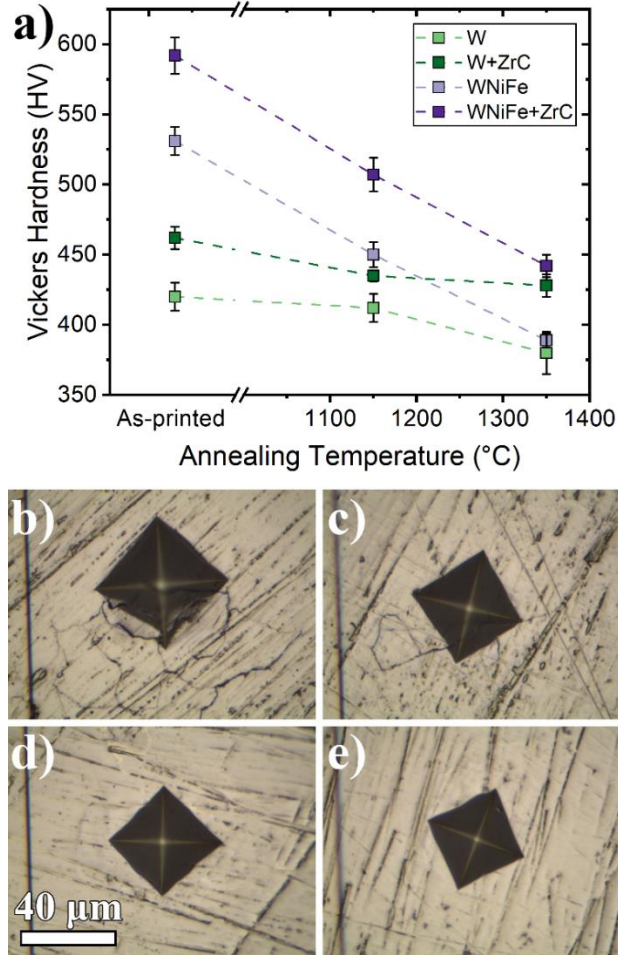 a)
600
550
500
450
400
350
Vickers Hardness (HV)
W
W+ZrC
WNiFe
WNiFe+ZrC
As-printed
1100
1200
1300
1400
Annealing Temperature (°C)
b)
c)
d)
e)
40 µm